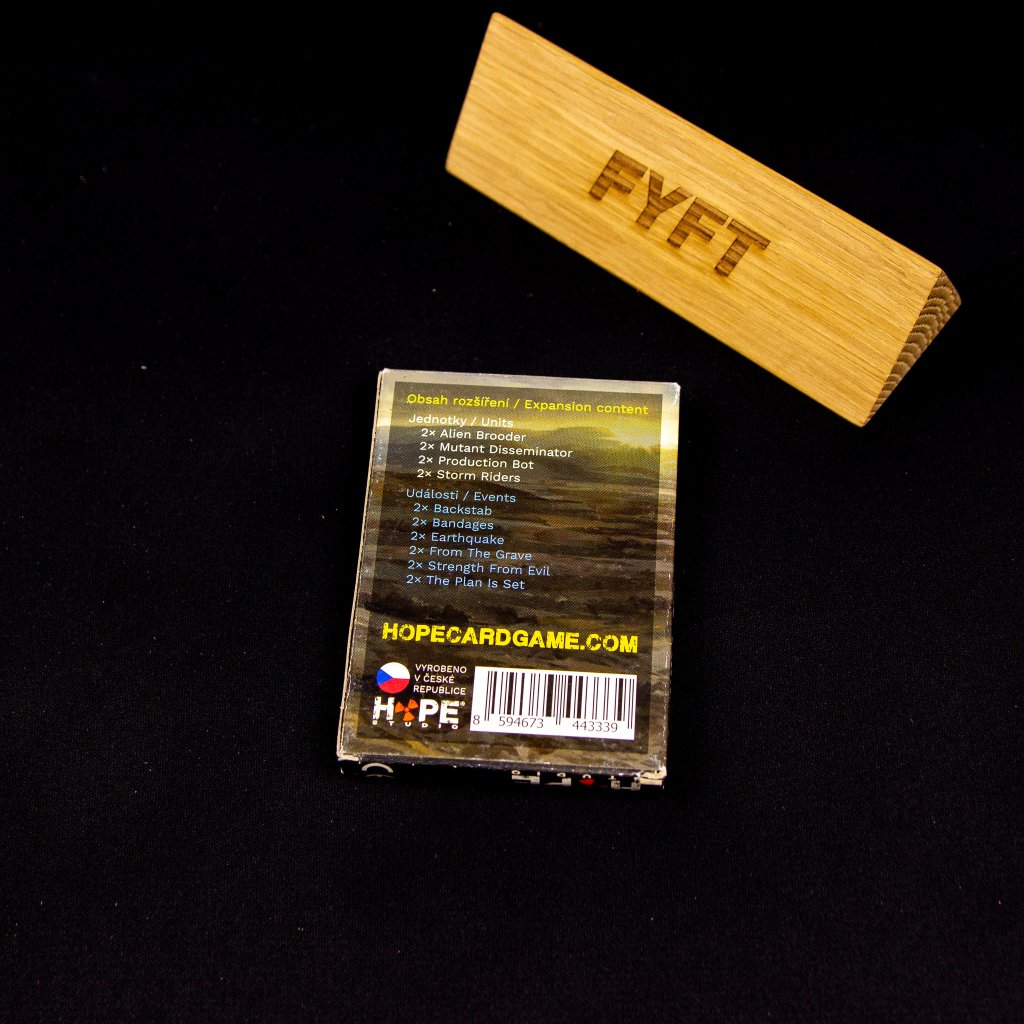 FYFT
Obsah rozšíření / Expansion content
Jednotky / Units
2× Alien Brooder
2× Mutant Disseminator
2× Production Bot
2× Storm Riders
Události / Events
2× Backstab
2× Bandages
2× Earthquake
2× From The Grave
2× Strength From Evil
2× The Plan Is Set
HOPECARDGAME.COM
VYROBENO
V ČESKÉ
REPUBLICE
HOPE®
STUDIO
8 594673 443339